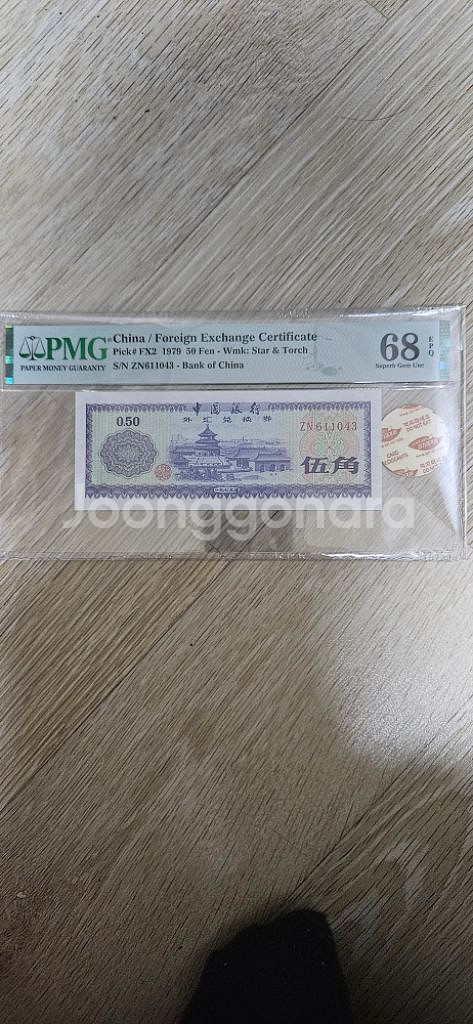 PMG
PAPER MONEY GUARANTY
China / Foreign Exchange Certificate
Pick# FX2 1979 50 Fen - Wmk: Star & Torch
S/N ZN611043 - Bank of China
68
EPQ
Superb Gem Unc
中国银行
外汇兑换券
0.50
ZN611043
伍角
Joonggonara